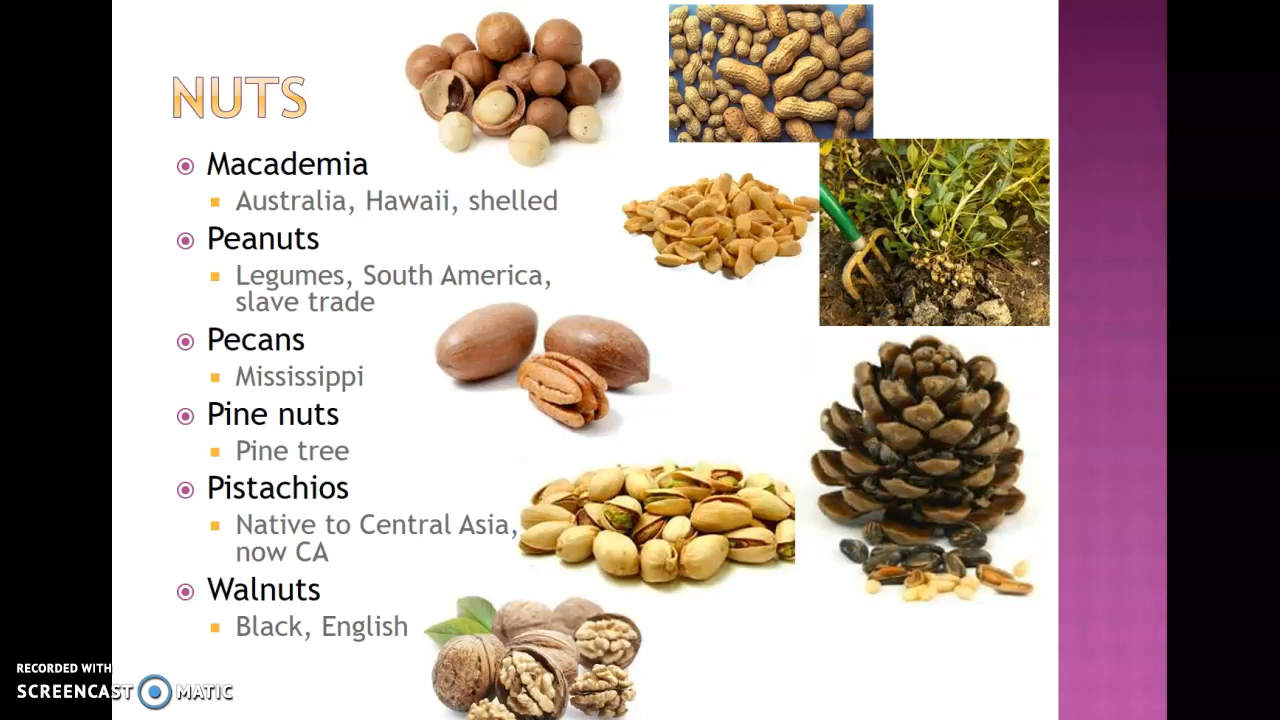 NUTS
Macademia
Australia, Hawaii, shelled
Peanuts
Legumes, South America,
slave trade
Pecans
Mississippi
Pine nuts
Pine tree
Pistachios
Native to Central Asia,
now CA
Walnuts
Black, English
RECORDED WITH
SCREENCAST MATIC